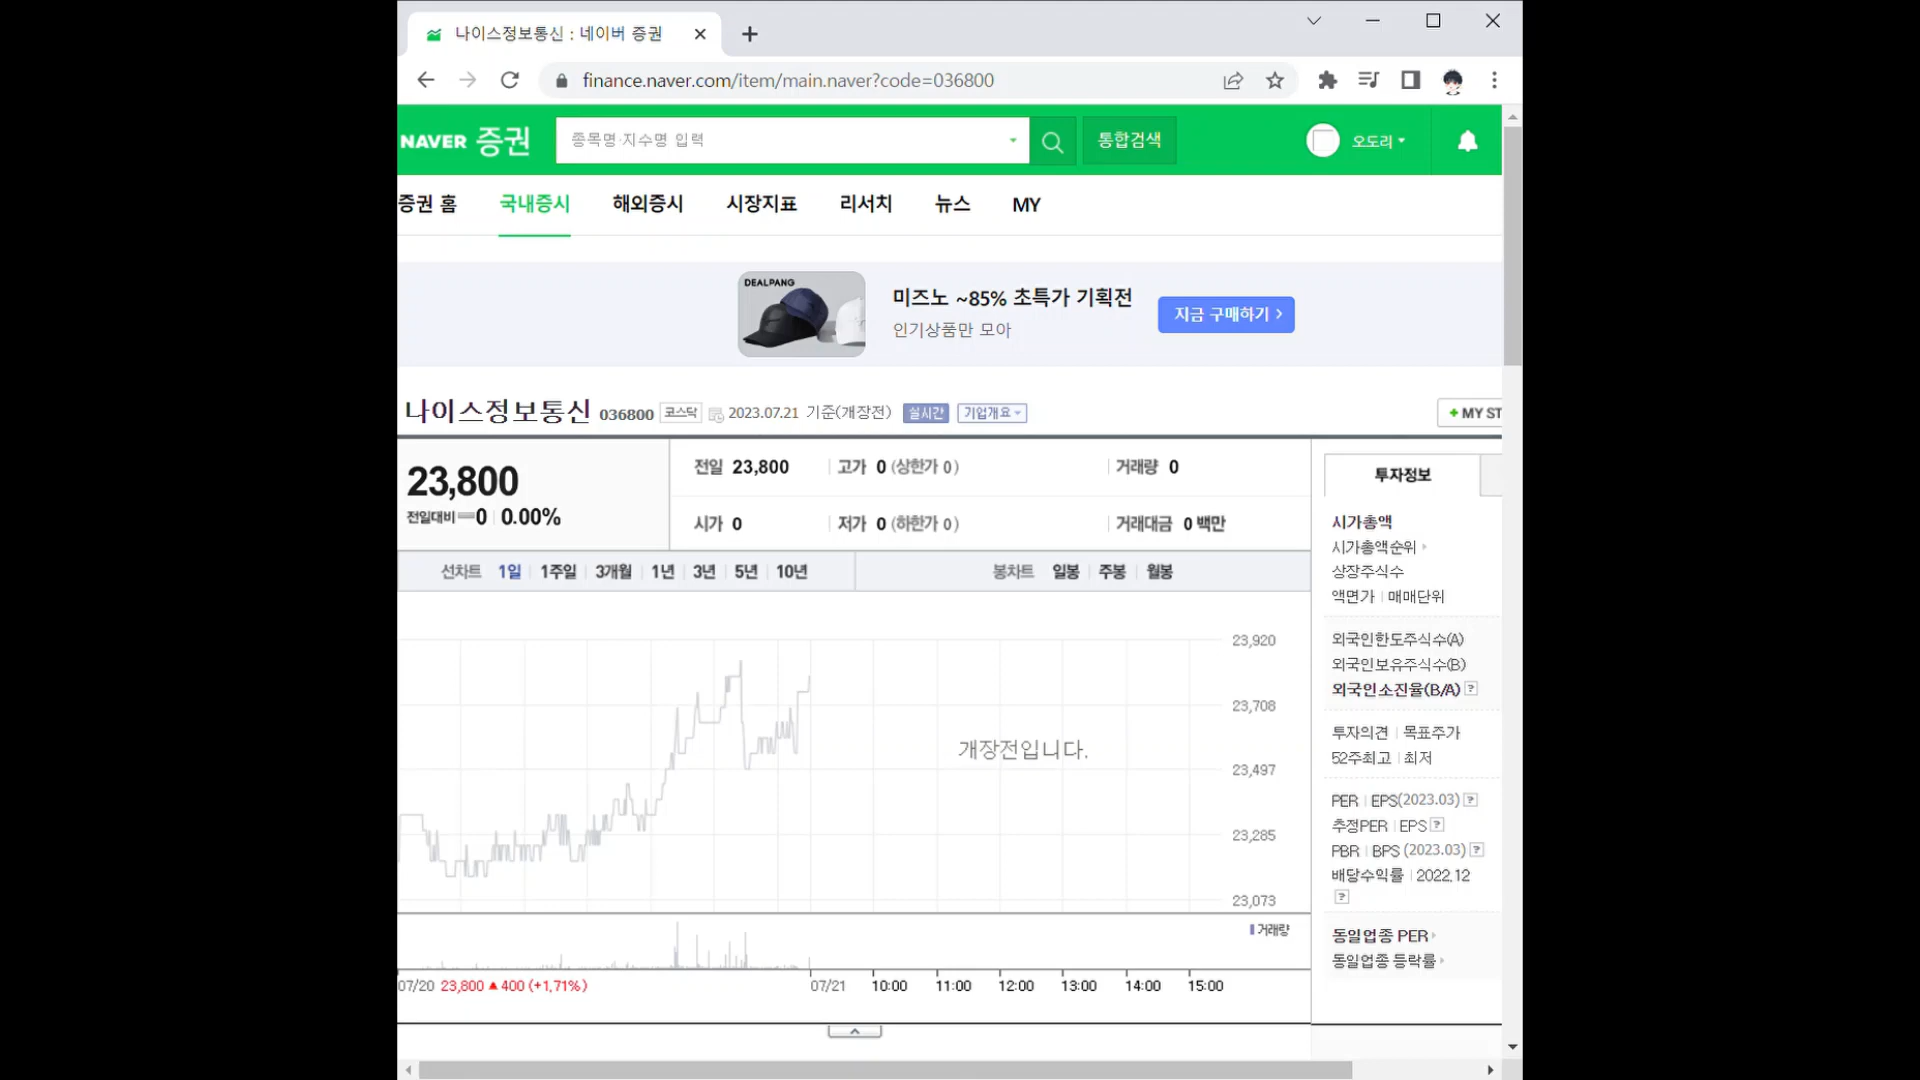 나이스정보통신 : 네이버 증권
finance.naver.com/item/main.naver?code=036800
NAVER 증권
종목명·지수명 입력
통합검색
오도리
증권 홈 국내증시 해외증시 시장지표 리서치 뉴스 MY
DEALPANG
미즈노 ~85% 초특가 기획전
인기상품만 모아
지금 구매하기 >
나이스정보통신 036800 코스닥 2023.07.21 기준(개장전) 실시간 기업개요
+ MY ST
23,800
전일대비 0 0.00%
전일 23,800 고가 0 (상한가 0 ) 거래량 0
시가 0 저가 0 (하한가 0 ) 거래대금 0 백만
선차트 1일 1주일 3개월 1년 3년 5년 10년 봉차트 일봉 주봉 월봉
23,920
23,708
23,497
23,285
23,073
개장전입니다.
거래량
07/20 23,800 ▲ 400 (+1,71%)
07/21 10:00 11:00 12:00 13:00 14:00 15:00
투자정보
시가총액
시가총액순위
상장주식수
액면가 매매단위
외국인한도주식수(A)
외국인보유주식수(B)
외국인소진율(B/A) ?
투자의견 목표주가
52주최고 최저
PER EPS(2023.03) ?
추정PER EPS ?
PBR BPS (2023.03) ?
배당수익률 2022.12
?
동일업종 PER
동일업종 등락률